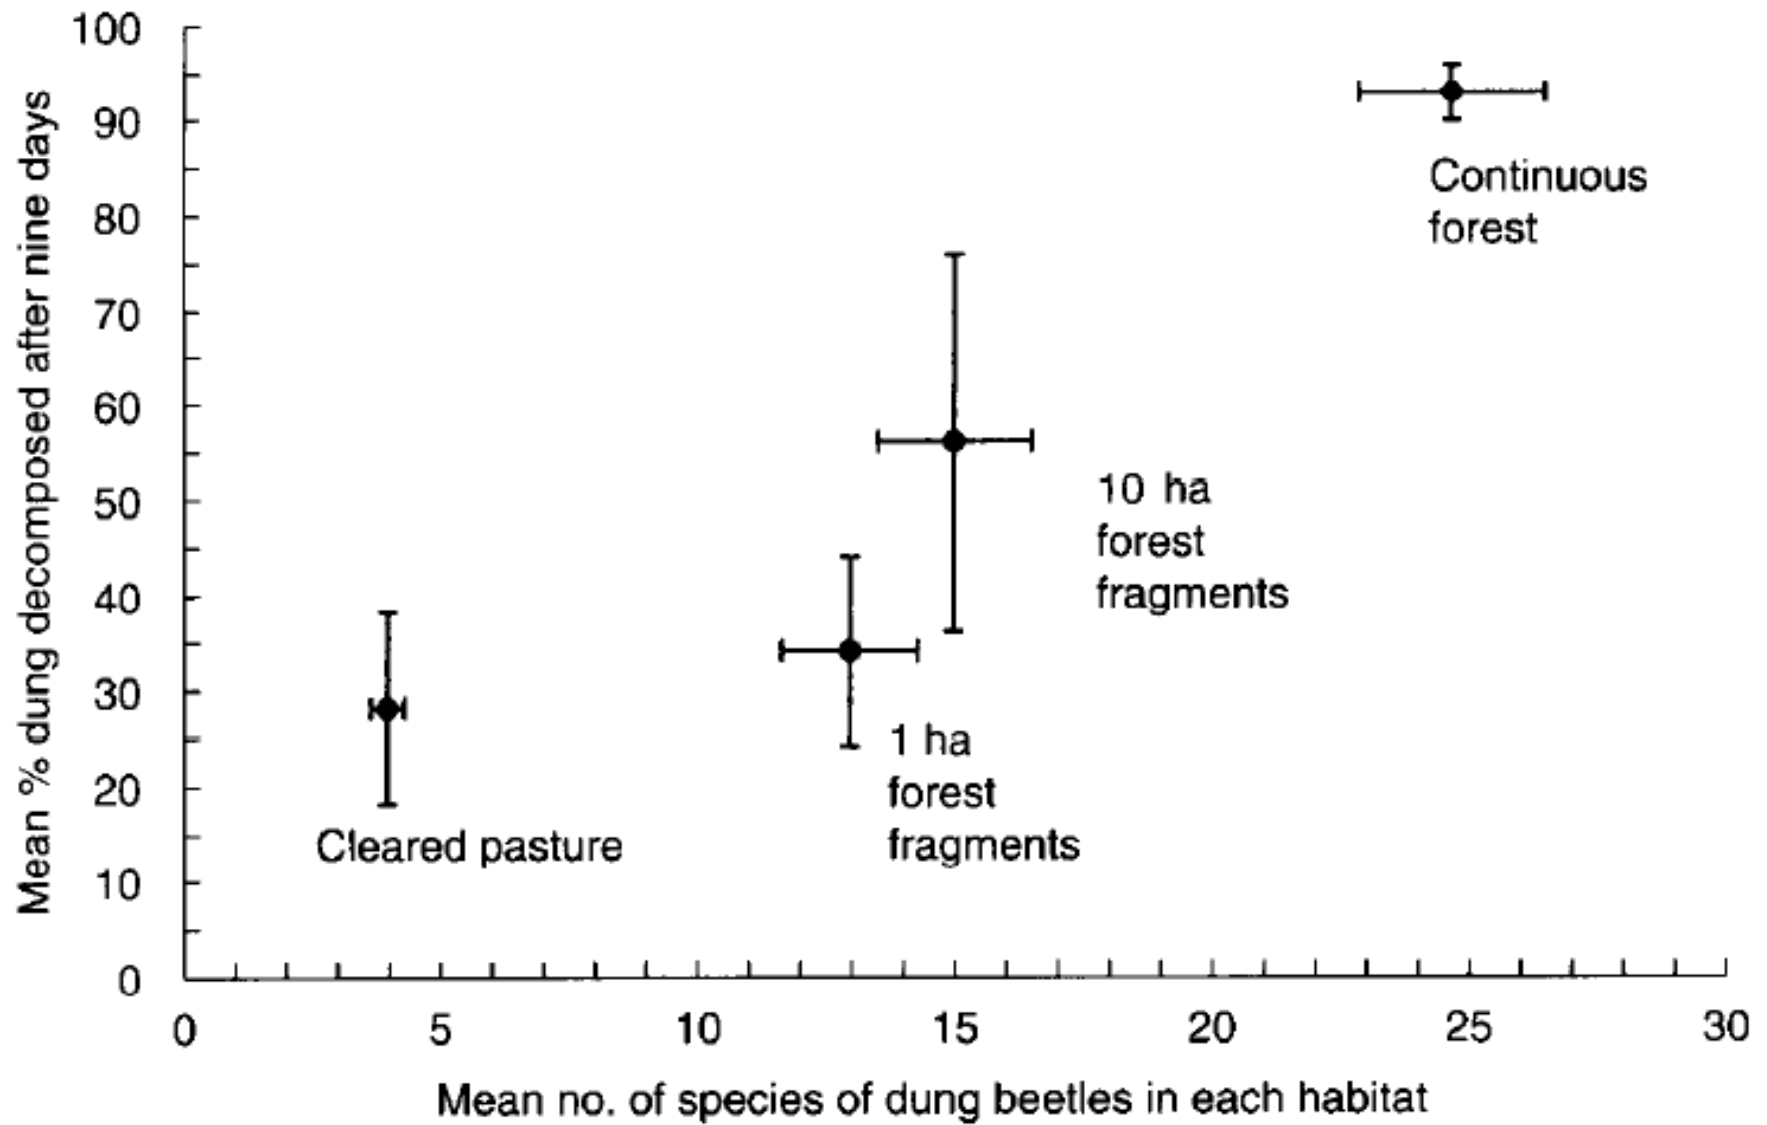 Mean % dung decomposed after nine days
100
90
80
70
60
50
40
30
20
10
0
Continuous
forest
10 ha
forest
fragments
1 ha
forest
fragments
Cleared pasture
0 5 10 15 20 25 30
Mean no. of species of dung beetles in each habitat